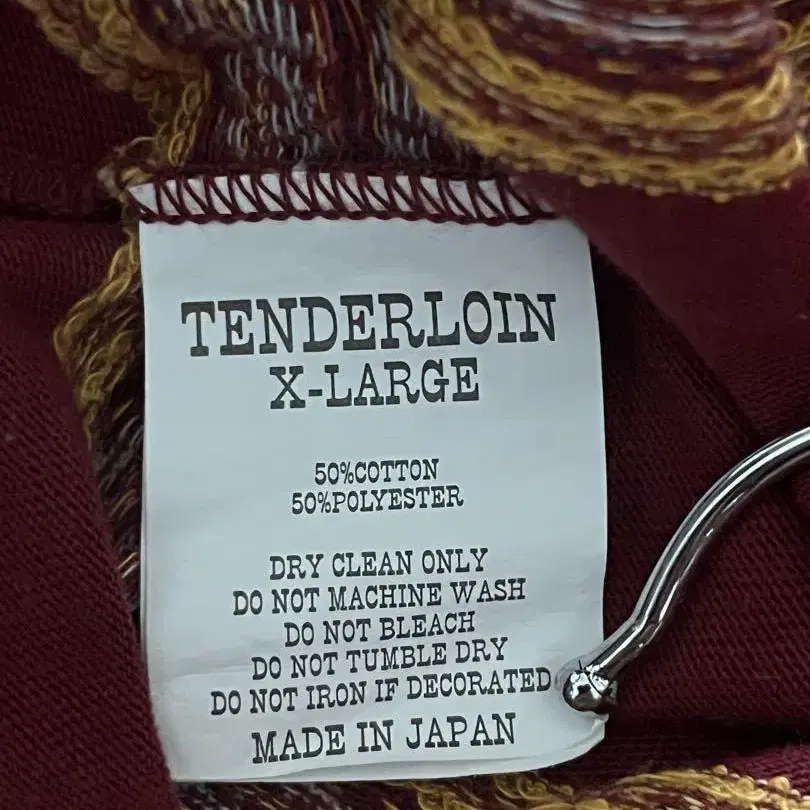 TENDERLOIN
X-LARGE
50%COTTON
50%POLYESTER
DRY CLEAN ONLY
DO NOT MACHINE WASH
DO NOT BLEACH
DO NOT TUMBLE DRY
DO NOT IRON IF DECORATED
MADE IN JAPAN